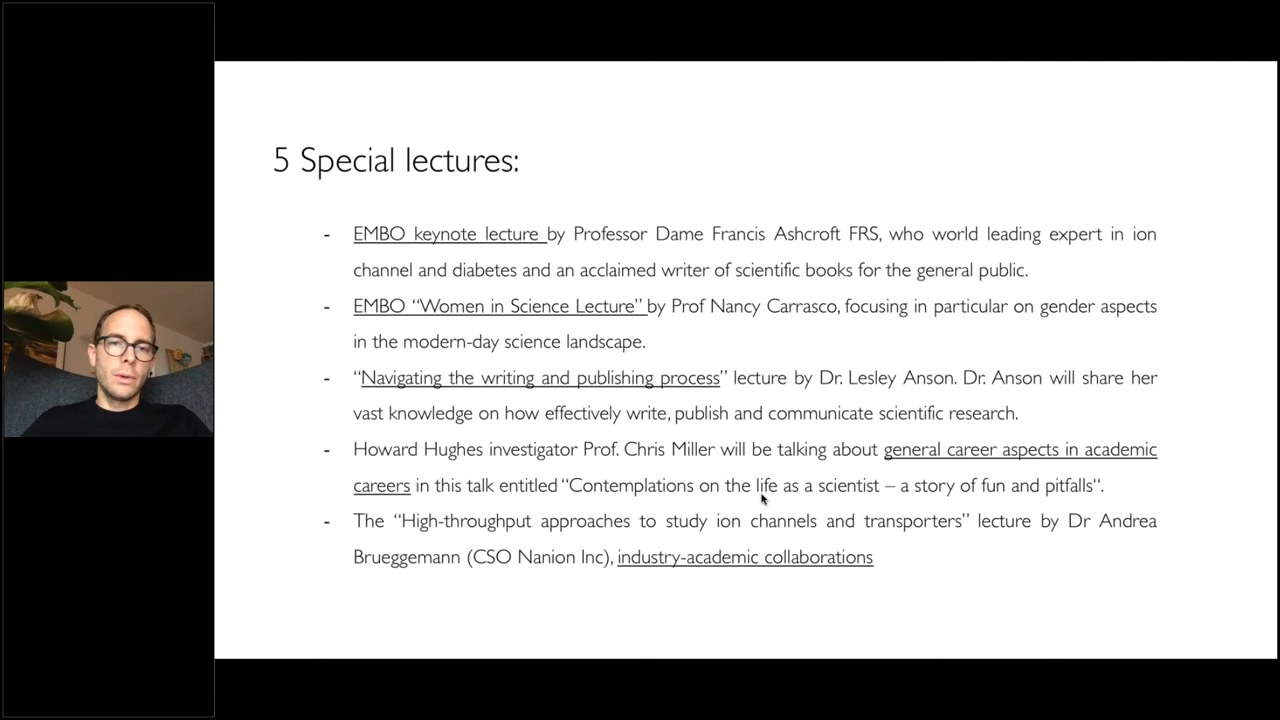 5 Special lectures:
- EMBO keynote lecture by Professor Dame Francis Ashcroft FRS, who world leading expert in ion
channel and diabetes and an acclaimed writer of scientific books for the general public.
- EMBO “Women in Science Lecture” by Prof Nancy Carrasco, focusing in particular on gender aspects
in the modern-day science landscape.
- “Navigating the writing and publishing process” lecture by Dr. Lesley Anson. Dr. Anson will share her
vast knowledge on how effectively write, publish and communicate scientific research.
- Howard Hughes investigator Prof. Chris Miller will be talking about general career aspects in academic
careers in this talk entitled “Contemplations on the life as a scientist – a story of fun and pitfalls“.
- The “High-throughput approaches to study ion channels and transporters” lecture by Dr Andrea
Brueggemann (CSO Nanion Inc), industry-academic collaborations